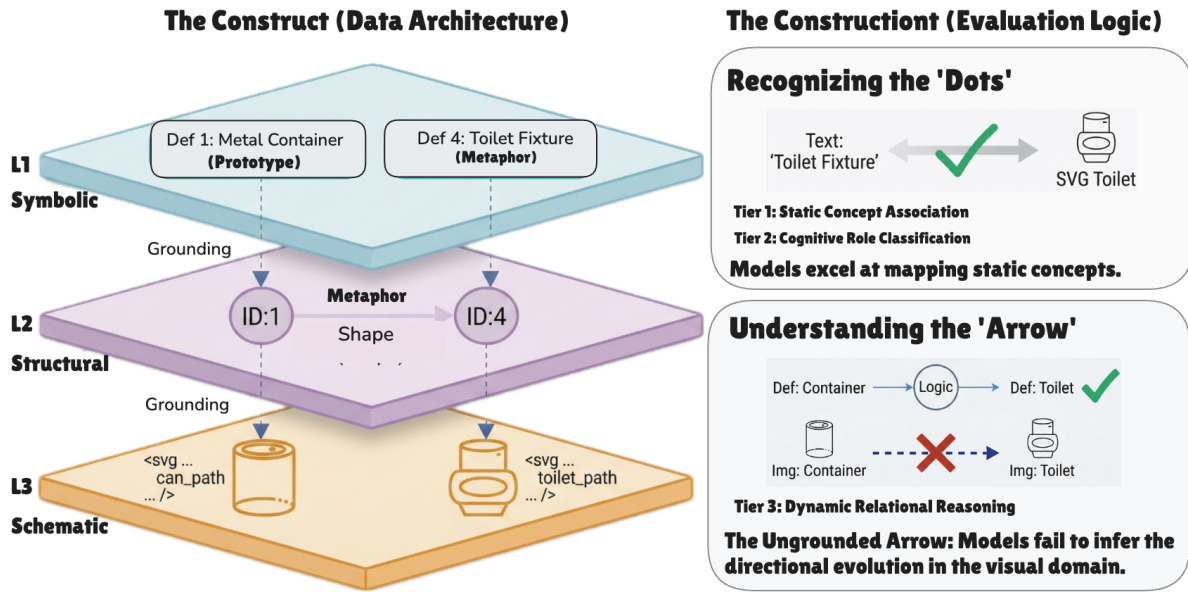 The Construct (Data Architecture)
L1
Symbolic
Def 1: Metal Container
(Prototype)
Def 4: Toilet Fixture
(Metaphor)
Grounding
L2
Structural
ID:1
Metaphor
Shape
ID:4
Grounding
L3
Schematic
<svg ...
can_path
... />
<svg ...
toilet_path
... />
The Constructiont (Evaluation Logic)
Recognizing the 'Dots'
Text:
'Toilet Fixture'
SVG Toilet
Tier 1: Static Concept Association
Tier 2: Cognitive Role Classification
Models excel at mapping static concepts.
Understanding the 'Arrow'
Def: Container
Logic
Def: Toilet
Img: Container
Img: Toilet
Tier 3: Dynamic Relational Reasoning
The Ungrounded Arrow: Models fail to infer the
directional evolution in the visual domain.